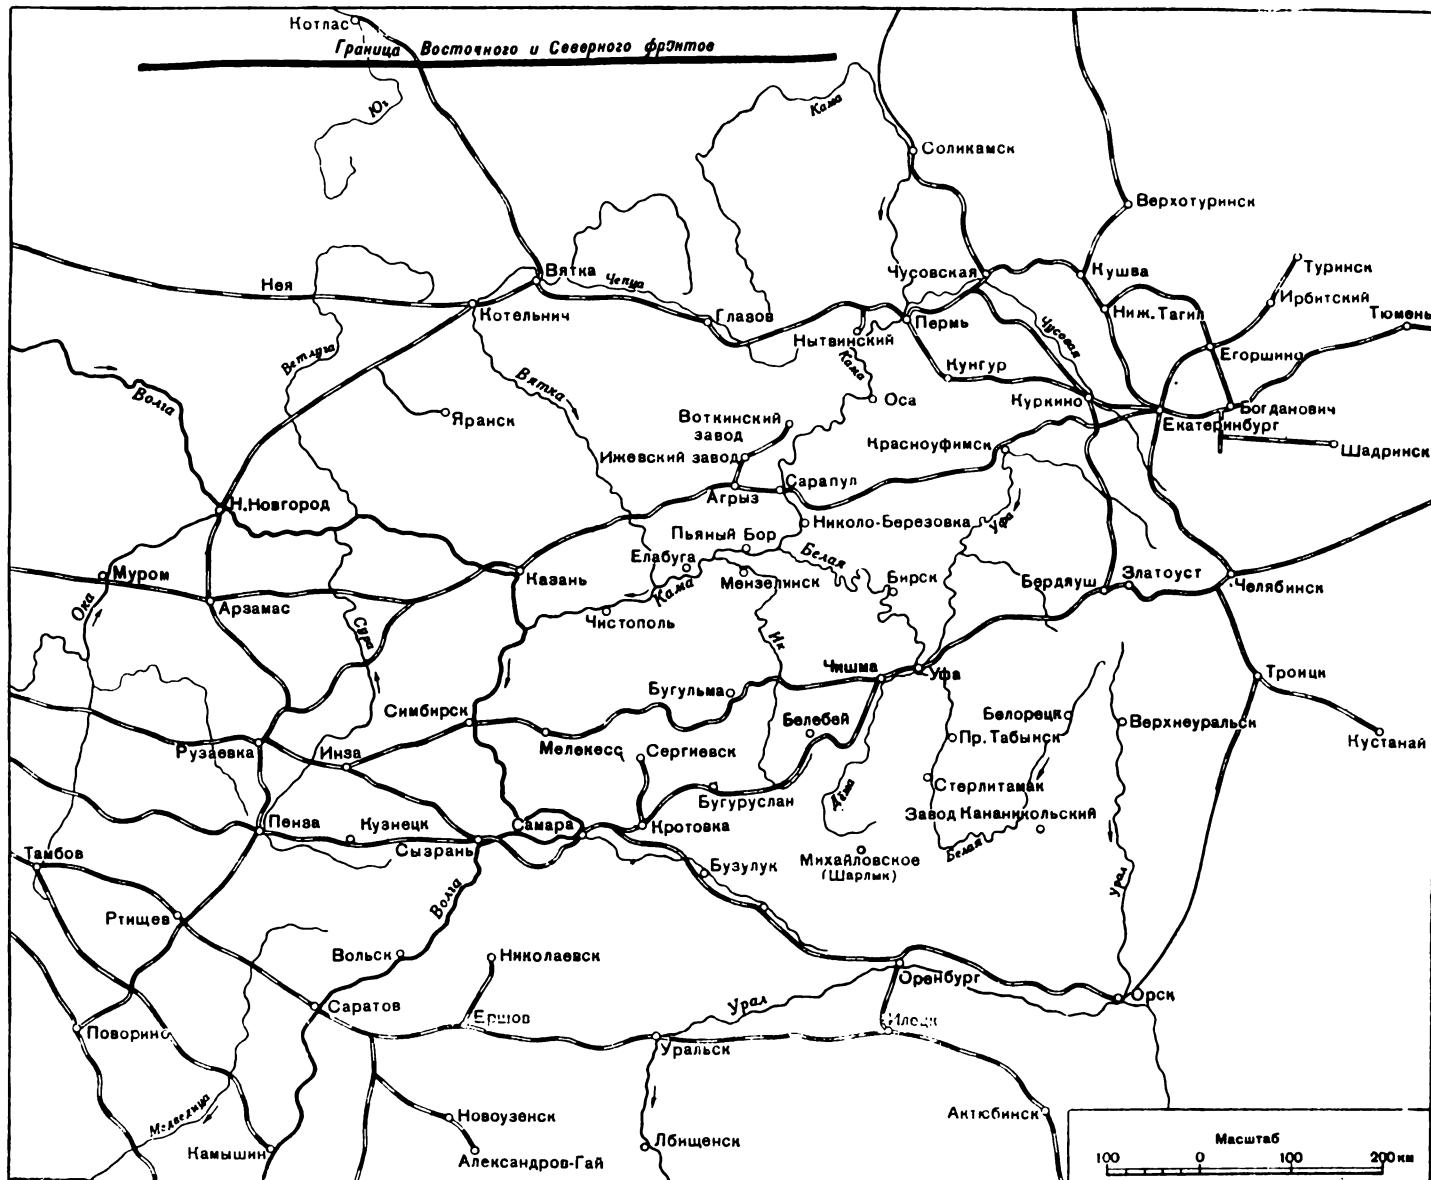 Котлас
Граница Восточного и Северного фронтов
Юг
Кама
Соликамск
Верхотуринск
Нея
Вятка
Чепца
Чусовская
Кушва
Туринск
Котельнич
Глазов
Нытвинский
Пермь
Ниж. Тагил
Ирбитский
Тюмень
Ветлуга
Вятка
Кама
Кунгур
Чусовая
Егоршино
Волга
Яранск
Оса
Куркино
Богданович
Воткинский
завод
Екатеринбург
Красноуфимск
Шадринск
Ижевский завод
Агрыз
Сарапул
Н. Новгород
Николо-Березовка
Уфа
Пьяный Бор
Белая
Елабуга
Муром
Казань
Мензелинск
Бирск
Бердяуш
Златоуст
Челябинск
Ока
Арзамас
Кама
Чистополь
Сура
Ик
Чишма
Уфа
Троицк
Бугульма
Симбирск
Белебей
Белорецк
Верхнеуральск
Рузаевка
Инза
Мелекесс
Сергиевск
Пр. Табынск
Кустанай
Бугуруслан
Дёма
Стерлитамак
Завод Кананикольский
Пенза
Кузнецк
Самара
Кротовка
Сызрань
Белая
Тамбов
Михайловское
(Шарлык)
Бузулук
Урал
Волга
Ртищев
Вольск
Николаевск
Оренбург
Орск
Саратов
Урал
Ершов
Илецк
Поворино
Уральск
Медведица
Новоузенск
Актюбинск
Камышин
Александров-Гай
Лбищенск
Масштаб
100 0 100 200 км